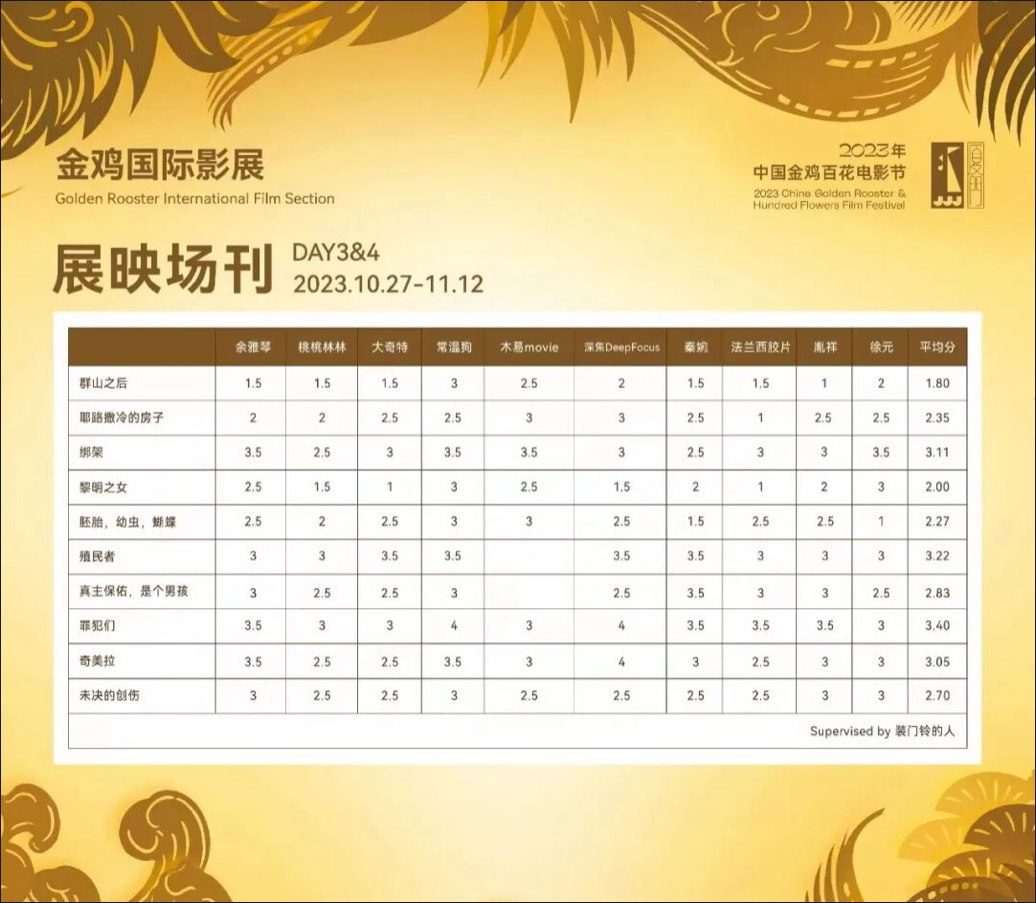 金鸡国际影展
Golden Rooster International Film Section
2023年
中国金鸡百花电影节
2023 China Golden Rooster &
Hundred Flowers Film Festival
展映场刊
DAY3&4
2023.10.27-11.12
余雅琴 桃桃林林 大奇特 常温狗 木易movie 深焦DeepFocus 秦婉 法兰西胶片 胤祥 徐元 平均分
群山之后 1.5 1.5 1.5 3 2.5 2 1.5 1.5 1 2 1.80
耶路撒冷的房子 2 2 2.5 2.5 3 3 2.5 1 2.5 2.5 2.35
绑架 3.5 2.5 3 3.5 3.5 3 2.5 3 3 3.5 3.11
黎明之女 2.5 1.5 1 3 2.5 1.5 2 1 2 3 2.00
胚胎，幼虫，蝴蝶 2.5 2 2.5 3 3 2.5 1.5 2.5 2.5 1 2.27
殖民者 3 3 3.5 3.5 3.5 3.5 3 3 3 3.22
真主保佑，是个男孩 3 2.5 2.5 3 2.5 3.5 3 3 2.5 2.83
罪犯们 3.5 3 3 4 3 4 3.5 3.5 3.5 3 3.40
奇美拉 3.5 2.5 2.5 3.5 3 4 3 2.5 3 3 3.05
未决的创伤 3 2.5 2.5 3 2.5 2.5 2.5 2.5 3 3 2.70
Supervised by 装门铃的人